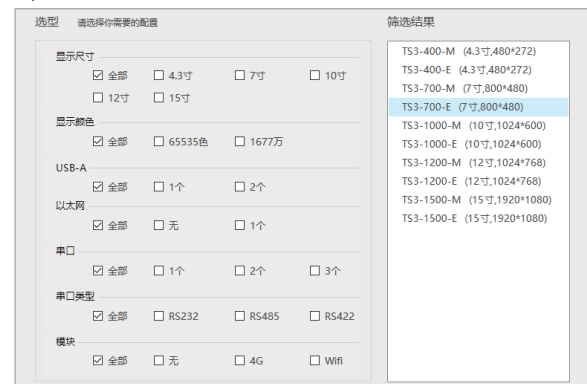 选型 请选择你需要的配置
显示尺寸
全部 4.3寸 7寸 10寸
12寸 15寸
显示颜色
全部 65535色 1677万
USB-A
全部 1个 2个
以太网
全部 无 1个
串口
全部 1个 2个 3个
串口类型
全部 RS232 RS485 RS422
模块
全部 无 4G Wifi
筛选结果
TS3-400-M (4.3寸,480*272)
TS3-400-E (4.3寸,480*272)
TS3-700-M (7寸,800*480)
TS3-700-E (7寸,800*480)
TS3-1000-M (10寸,1024*600)
TS3-1000-E (10寸,1024*600)
TS3-1200-M (12寸,1024*768)
TS3-1200-E (12寸,1024*768)
TS3-1500-M (15寸,1920*1080)
TS3-1500-E (15寸,1920*1080)